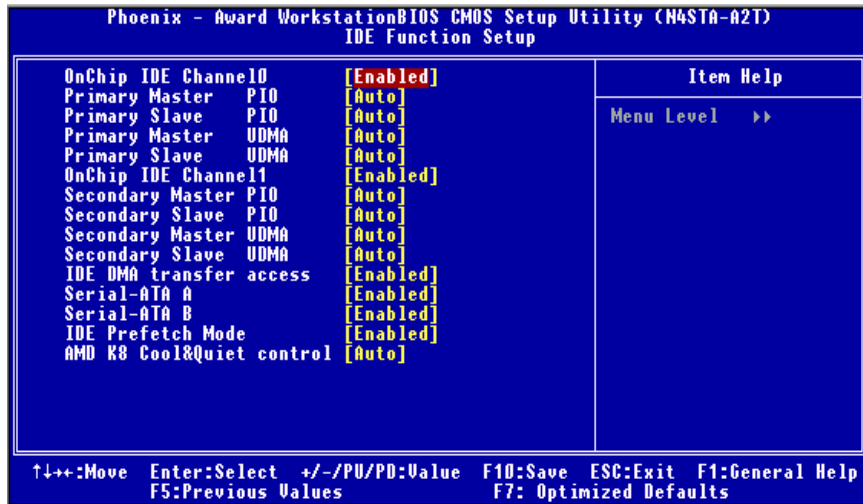 Phoenix - Award WorkstationBIOS CMOS Setup Utility (N4STA-A2T)
IDE Function Setup
OnChip IDE Channel0 [Enabled]
Primary Master PIO [Auto]
Primary Slave PIO [Auto]
Primary Master UDMA [Auto]
Primary Slave UDMA [Auto]
OnChip IDE Channel1 [Enabled]
Secondary Master PIO [Auto]
Secondary Slave PIO [Auto]
Secondary Master UDMA [Auto]
Secondary Slave UDMA [Auto]
IDE DMA transfer access [Enabled]
Serial-ATA A [Enabled]
Serial-ATA B [Enabled]
IDE Prefetch Mode [Enabled]
AMD K8 Cool&Quiet control [Auto]
Item Help
Menu Level ►►
↑↓→←:Move Enter:Select +/-/PU/PD:Value F10:Save ESC:Exit F1:General Help
F5:Previous Values F7: Optimized Defaults